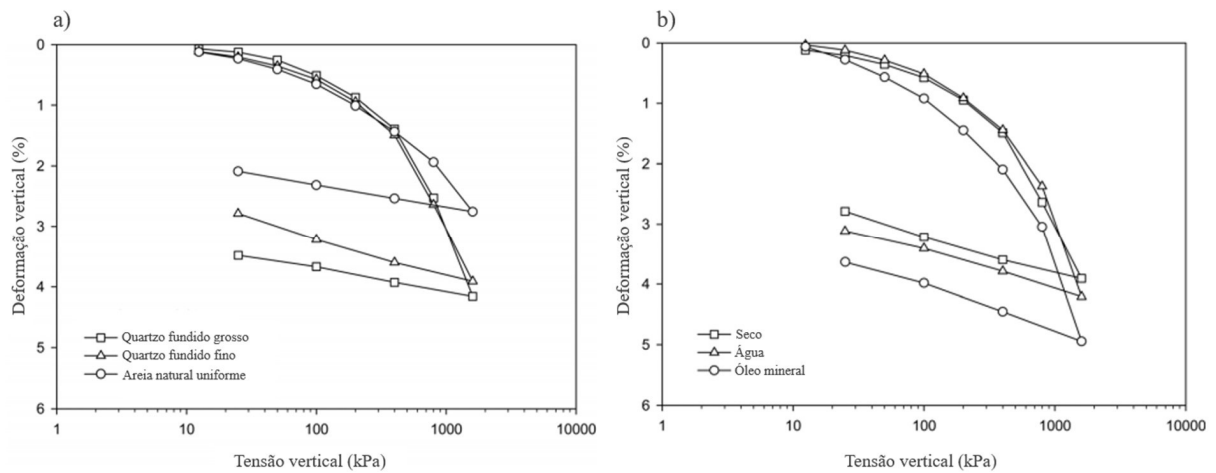 a)
0
1
2
3
4
5
6
Deformação vertical (%)
Quartzo fundido grosso
Quartzo fundido fino
Areia natural uniforme
1
10
100
1000
10000
Tensão vertical (kPa)
b)
0
1
2
3
4
5
6
Deformação vertical (%)
Seco
Água
Óleo mineral
1
10
100
1000
10000
Tensão vertical (kPa)